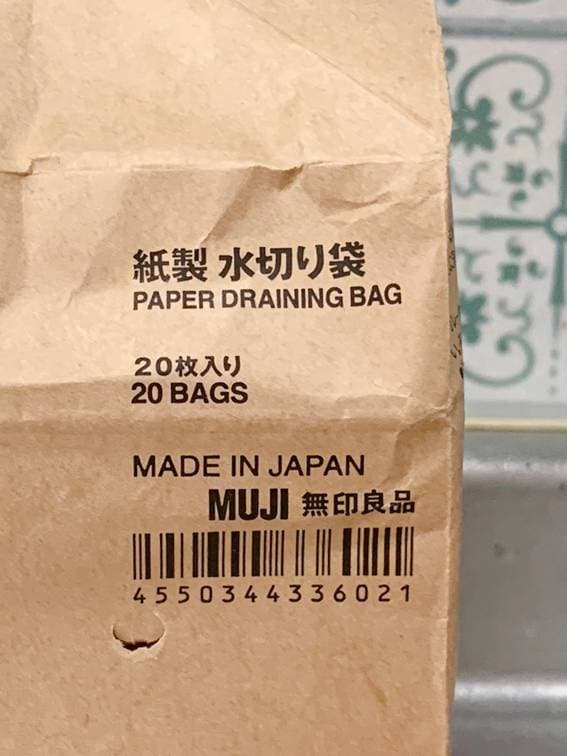 紙製 水切り袋
PAPER DRAINING BAG
20枚入り
20 BAGS
MADE IN JAPAN
MUJI 無印良品
4550344336021